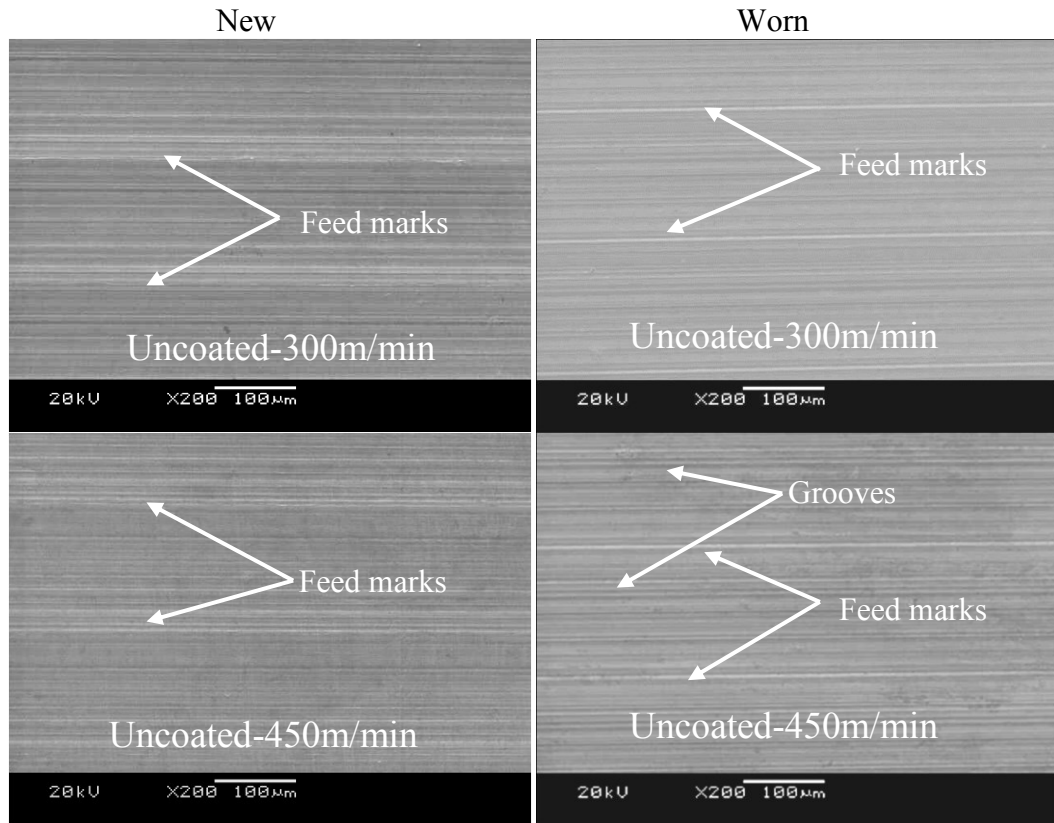 New
Worn
Feed marks
Uncoated-300m/min
20kV X200 100μm
Feed marks
Uncoated-300m/min
20kV X200 100μm
Feed marks
Uncoated-450m/min
20kV X200 100μm
Grooves
Feed marks
Uncoated-450m/min
20kV X200 100μm